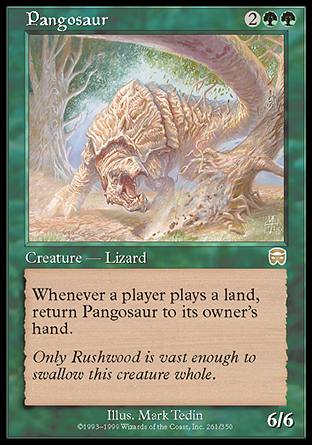 Pangosaur 2
Creature — Lizard
Whenever a player plays a land,
return Pangosaur to its owner's
hand.
Only Rushwood is vast enough to
swallow this creature whole.
6/6
Illus. Mark Tedin
©1993–1999 Wizards of the Coast, Inc. 261/350